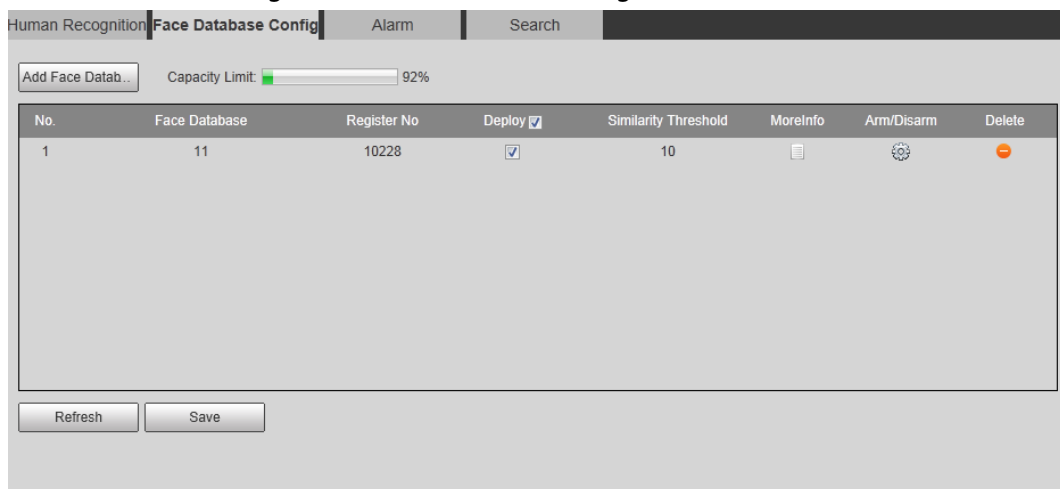 Human Recognition Face Database Config Alarm Search
Add Face Datab... Capacity Limit: 92%
No. Face Database Register No Deploy Similarity Threshold MoreInfo Arm/Disarm Delete
1 11 10228 10
Refresh Save